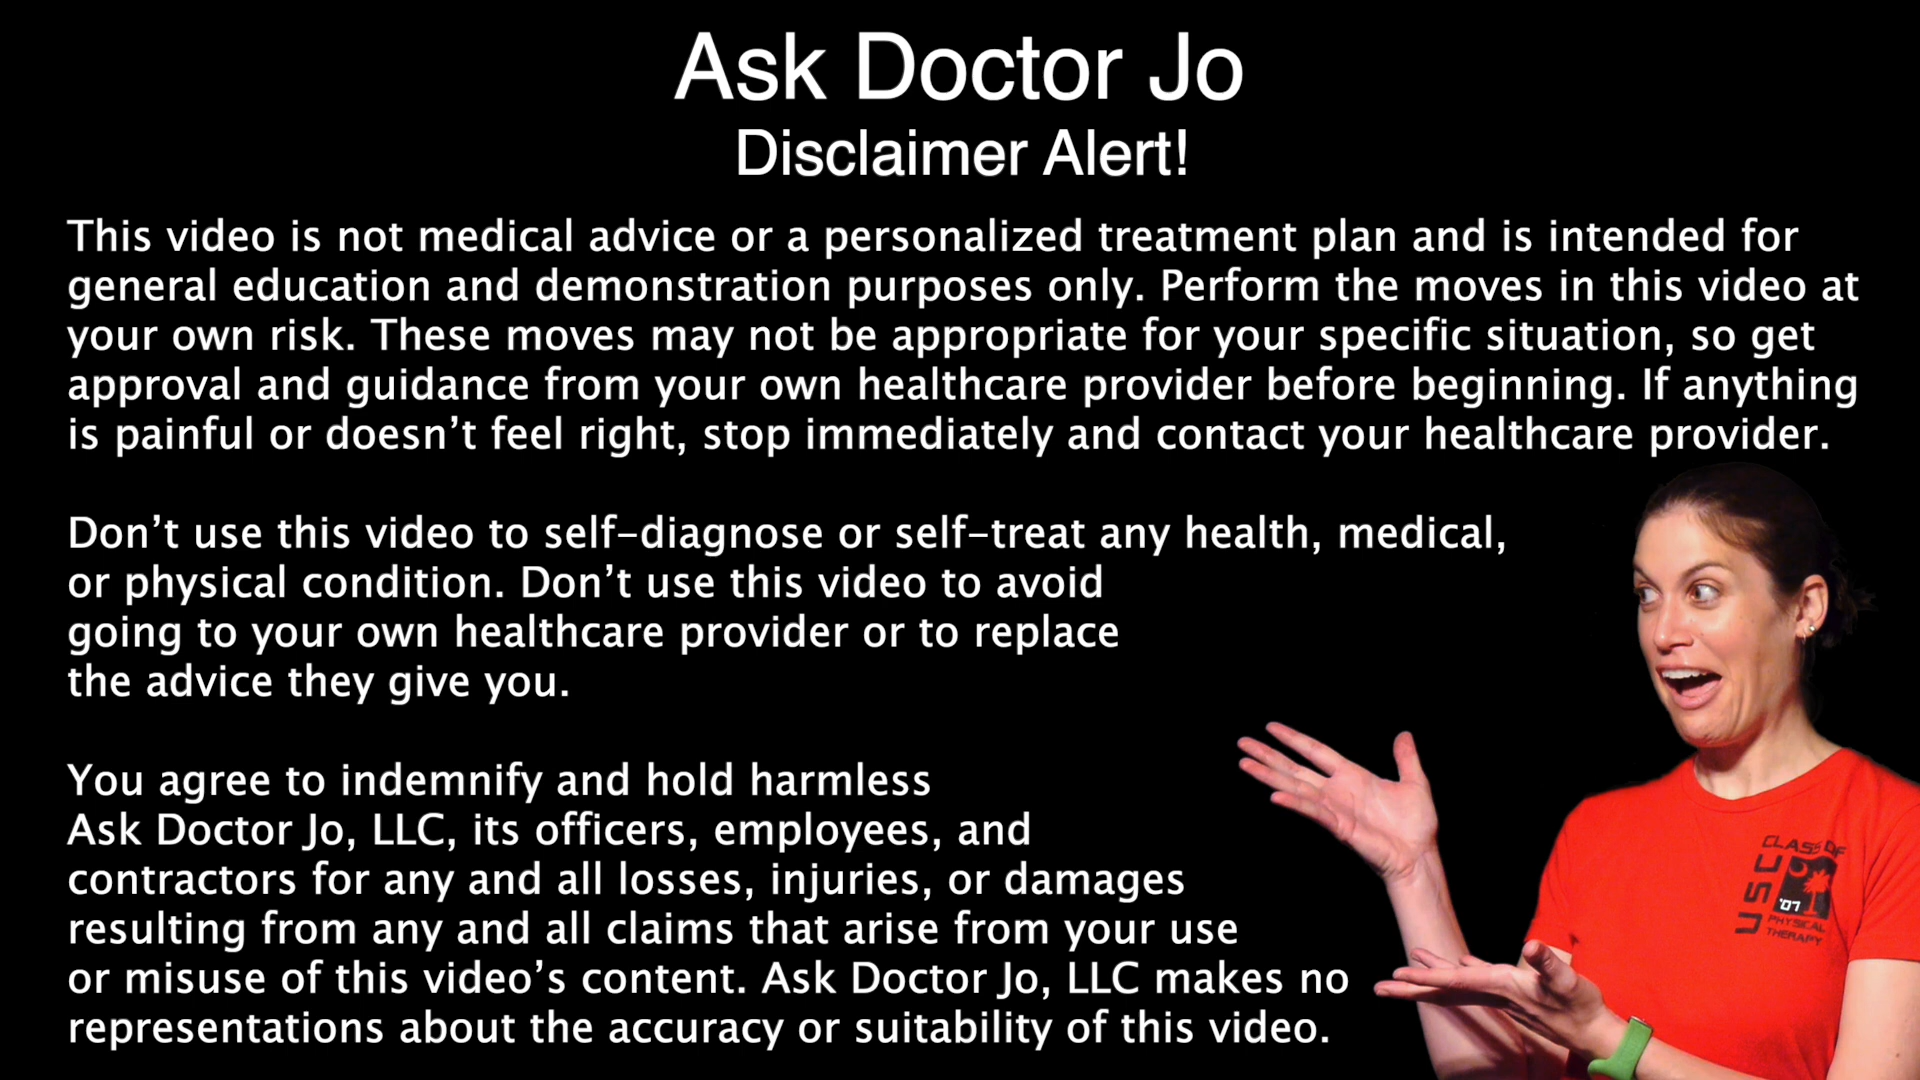 Ask Doctor Jo
Disclaimer Alert!
This video is not medical advice or a personalized treatment plan and is intended for
general education and demonstration purposes only. Perform the moves in this video at
your own risk. These moves may not be appropriate for your specific situation, so get
approval and guidance from your own healthcare provider before beginning. If anything
is painful or doesn’t feel right, stop immediately and contact your healthcare provider.
Don’t use this video to self–diagnose or self–treat any health, medical,
or physical condition. Don’t use this video to avoid
going to your own healthcare provider or to replace
the advice they give you.
You agree to indemnify and hold harmless
Ask Doctor Jo, LLC, its officers, employees, and
contractors for any and all losses, injuries, or damages
resulting from any and all claims that arise from your use
or misuse of this video’s content. Ask Doctor Jo, LLC makes no
representations about the accuracy or suitability of this video.
CLASS OF
USC
'07
PHYSICAL
THERAPY